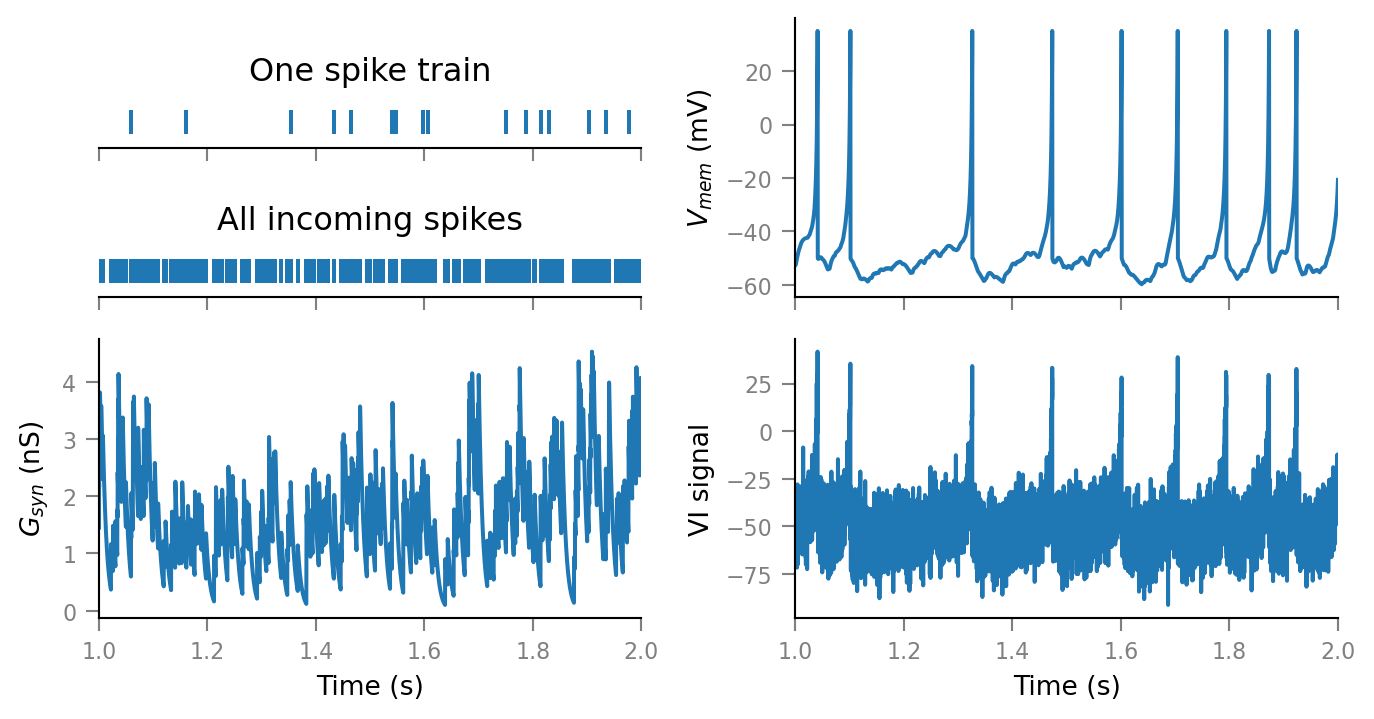 One spike train
All incoming spikes
G_syn (nS)
4
3
2
1
0
1.0 1.2 1.4 1.6 1.8 2.0
Time (s)
V_mem (mV)
20
0
−20
−40
−60
VI signal
25
0
−25
−50
−75
1.0 1.2 1.4 1.6 1.8 2.0
Time (s)